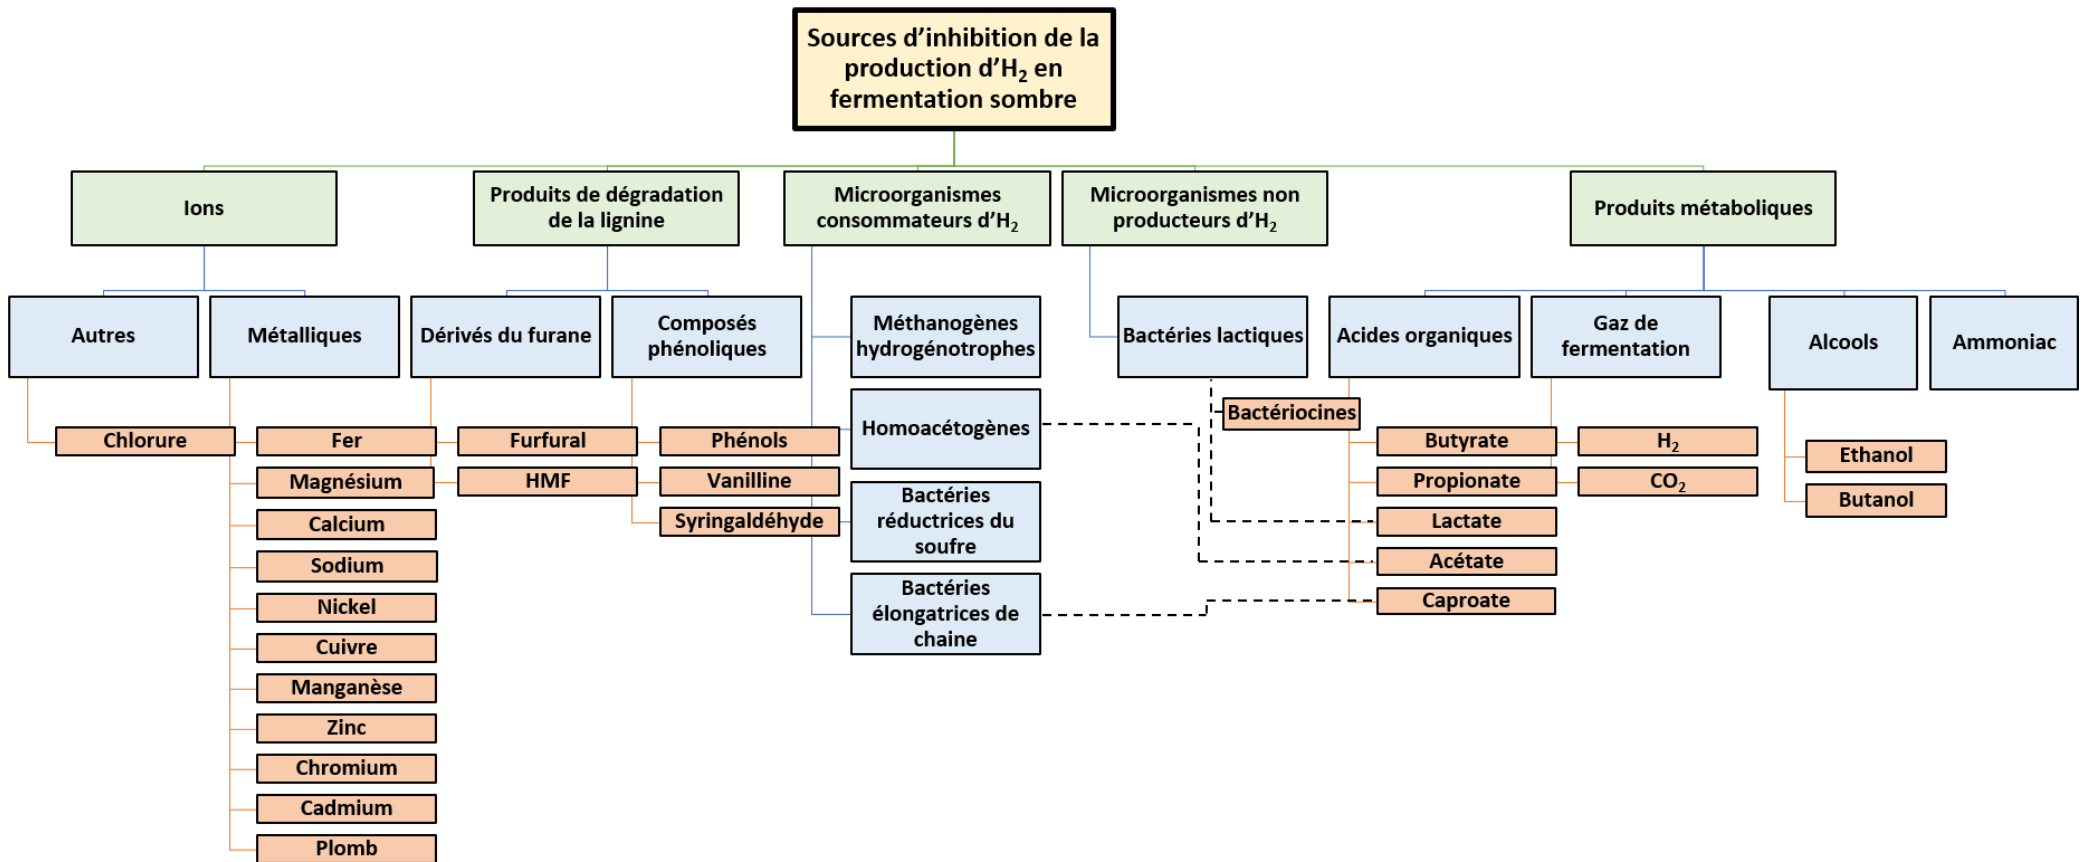 Sources d’inhibition de la
production d’H₂ en
fermentation sombre
Ions
Produits de dégradation
de la lignine
Microorganismes
consommateurs d’H₂
Microorganismes non
producteurs d’H₂
Produits métaboliques
Autres
Métalliques
Dérivés du furane
Composés
phénoliques
Méthanogènes
hydrogénotrophes
Bactéries lactiques
Acides organiques
Gaz de
fermentation
Alcools
Ammoniac
Chlorure
Fer
Magnésium
Calcium
Sodium
Nickel
Cuivre
Manganèse
Zinc
Chromium
Cadmium
Plomb
Furfural
HMF
Phénols
Vanilline
Syringaldéhyde
Homoacétogènes
Bactéries
réductrices du
soufre
Bactéries
élongatrices de
chaine
Bactériocines
Butyrate
Propionate
Lactate
Acétate
Caproate
H₂
CO₂
Ethanol
Butanol